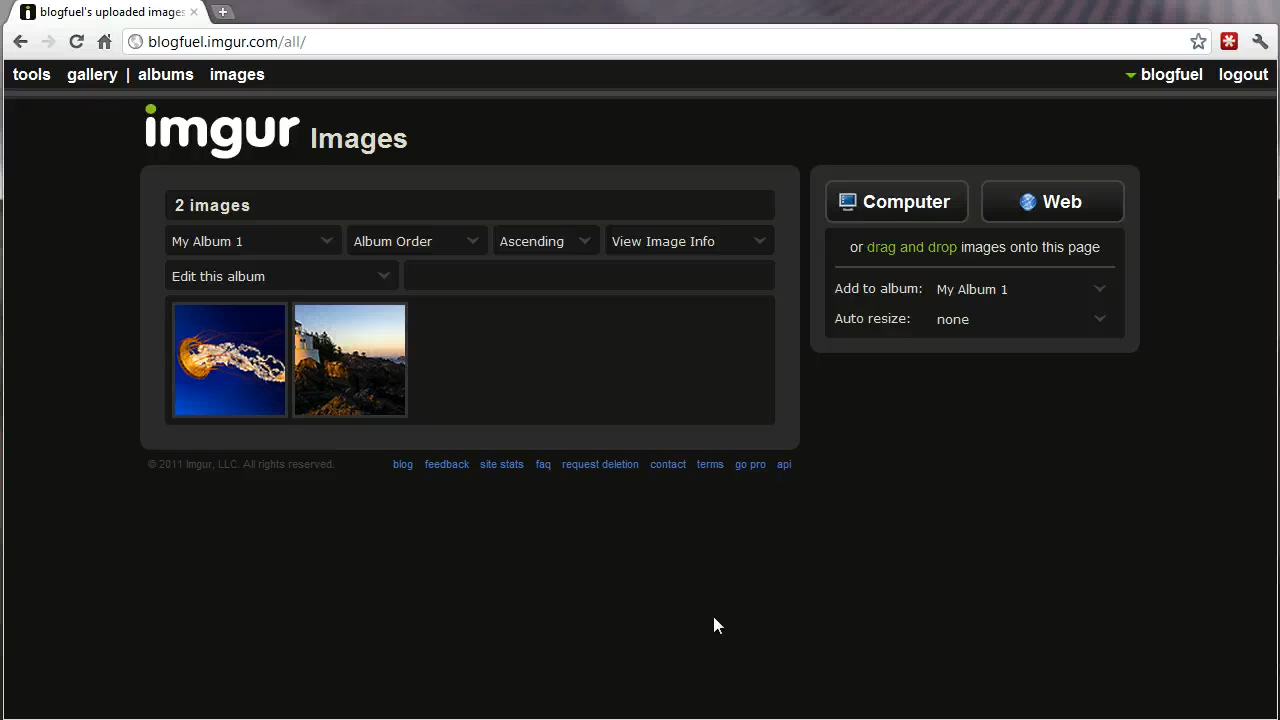 blogfuel's uploaded images
blogfuel.imgur.com/all/
tools gallery | albums images blogfuel logout
imgur Images
2 images
My Album 1 Album Order Ascending View Image Info
Edit this album
Computer Web
or drag and drop images onto this page
Add to album: My Album 1
Auto resize: none
© 2011 Imgur, LLC. All rights reserved. blog feedback site stats faq request deletion contact terms go pro api